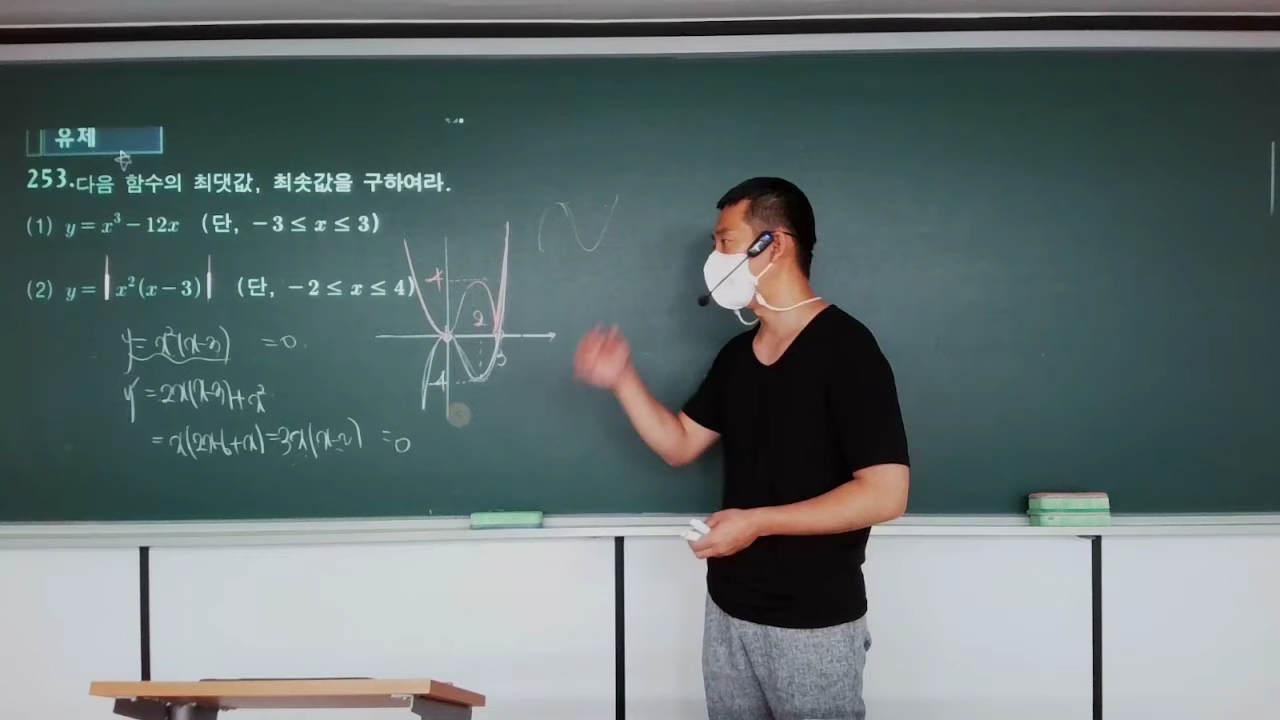 유제
253. 다음 함수의 최댓값, 최솟값을 구하여라.
(1) y = x³ − 12x (단, −3 ≤ x ≤ 3)
(2) y = |x²(x−3)| (단, −2 ≤ x ≤ 4)
y = x²(x-3) = 0
y' = 2x(x-3) + x²
= x(2x-6+x) = 3x(x-2) = 0
4
2
3
-4